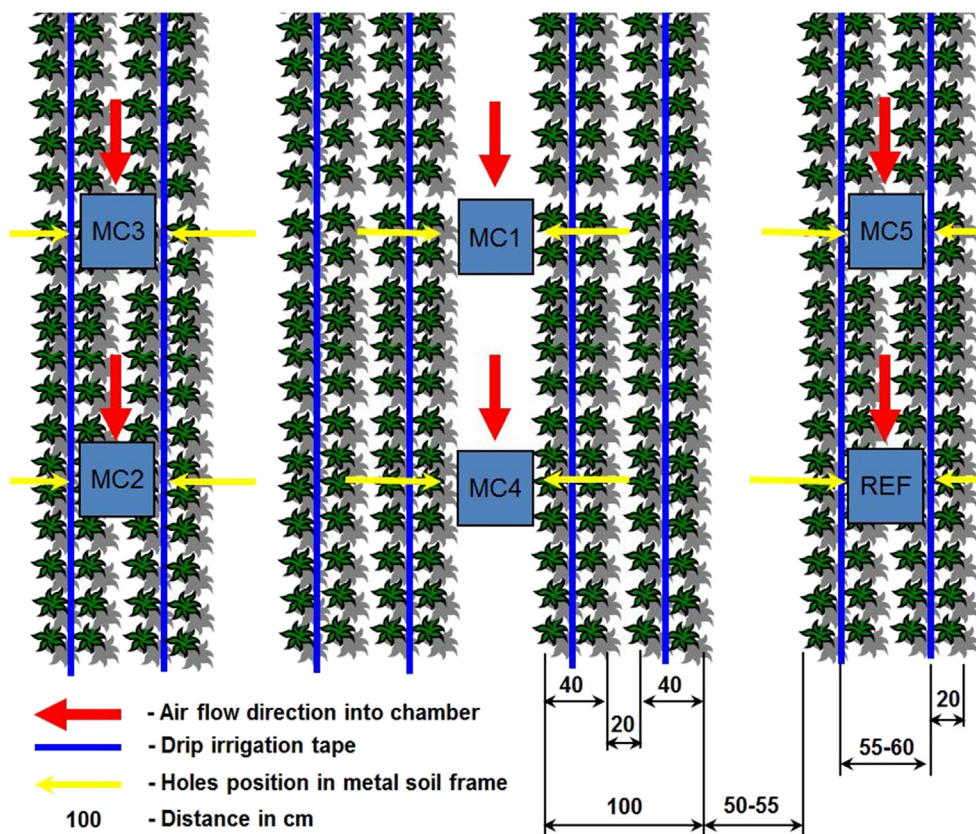 MC3
MC1
MC5
MC2
MC4
REF
40
40
20
20
55-60
100
50-55
- Air flow direction into chamber
- Drip irrigation tape
- Holes position in metal soil frame
100 - Distance in cm